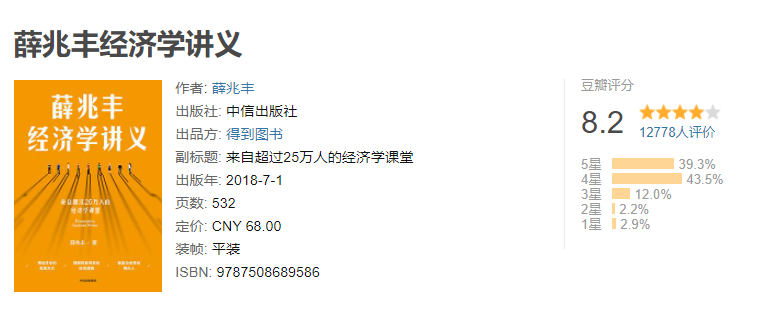 薛兆丰经济学讲义
薛兆丰
经济学讲义
来自超过25万人的
经济学课堂
薛兆丰 著
作者: 薛兆丰
出版社: 中信出版社
出品方: 得到图书
副标题: 来自超过25万人的经济学课堂
出版年: 2018-7-1
页数: 532
定价: CNY 68.00
装帧: 平装
ISBN: 9787508689586
豆瓣评分
8.2
12778人评价
5星 39.3%
4星 43.5%
3星 12.0%
2星 2.2%
1星 2.9%